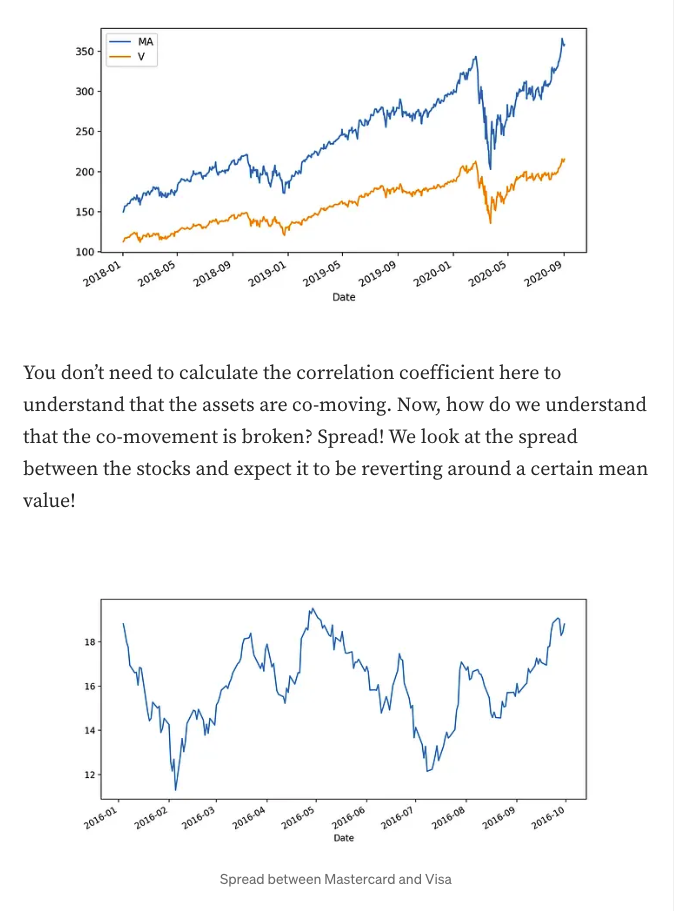 MA
V
350
300
250
200
150
100
2018-01
2018-05
2018-09
2019-01
2019-05
2019-09
2020-01
2020-05
2020-09
Date
You don’t need to calculate the correlation coefficient here to
understand that the assets are co-moving. Now, how do we understand
that the co-movement is broken? Spread! We look at the spread
between the stocks and expect it to be reverting around a certain mean
value!
18
16
14
12
2016-01
2016-02
2016-03
2016-04
2016-05
2016-06
2016-07
2016-08
2016-09
2016-10
Date
Spread between Mastercard and Visa